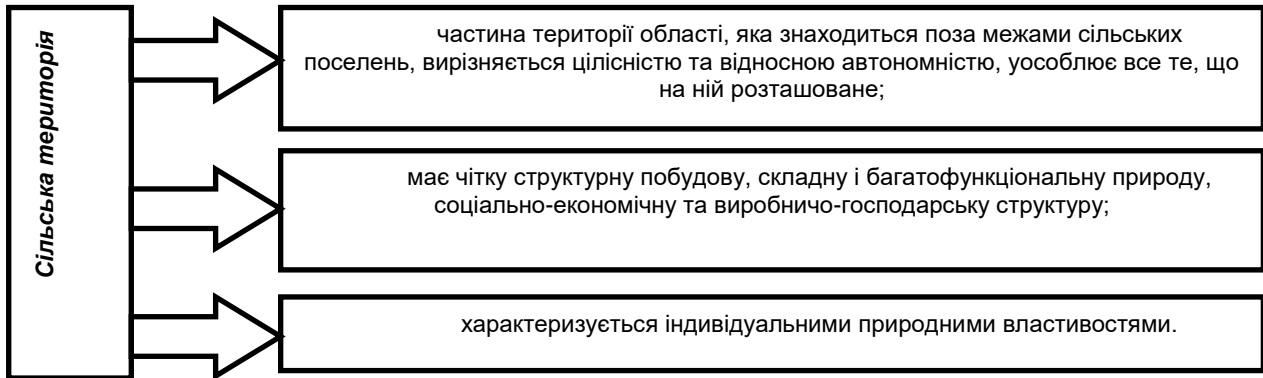 Сільська територія
частина території області, яка знаходиться поза межами сільських
поселень, вирізняється цілісністю та відносною автономністю, уособлює все те, що
на ній розташоване;
має чітку структурну побудову, складну і багатофункціональну природу,
соціально-економічну та виробничо-господарську структуру;
характеризується індивідуальними природними властивостями.